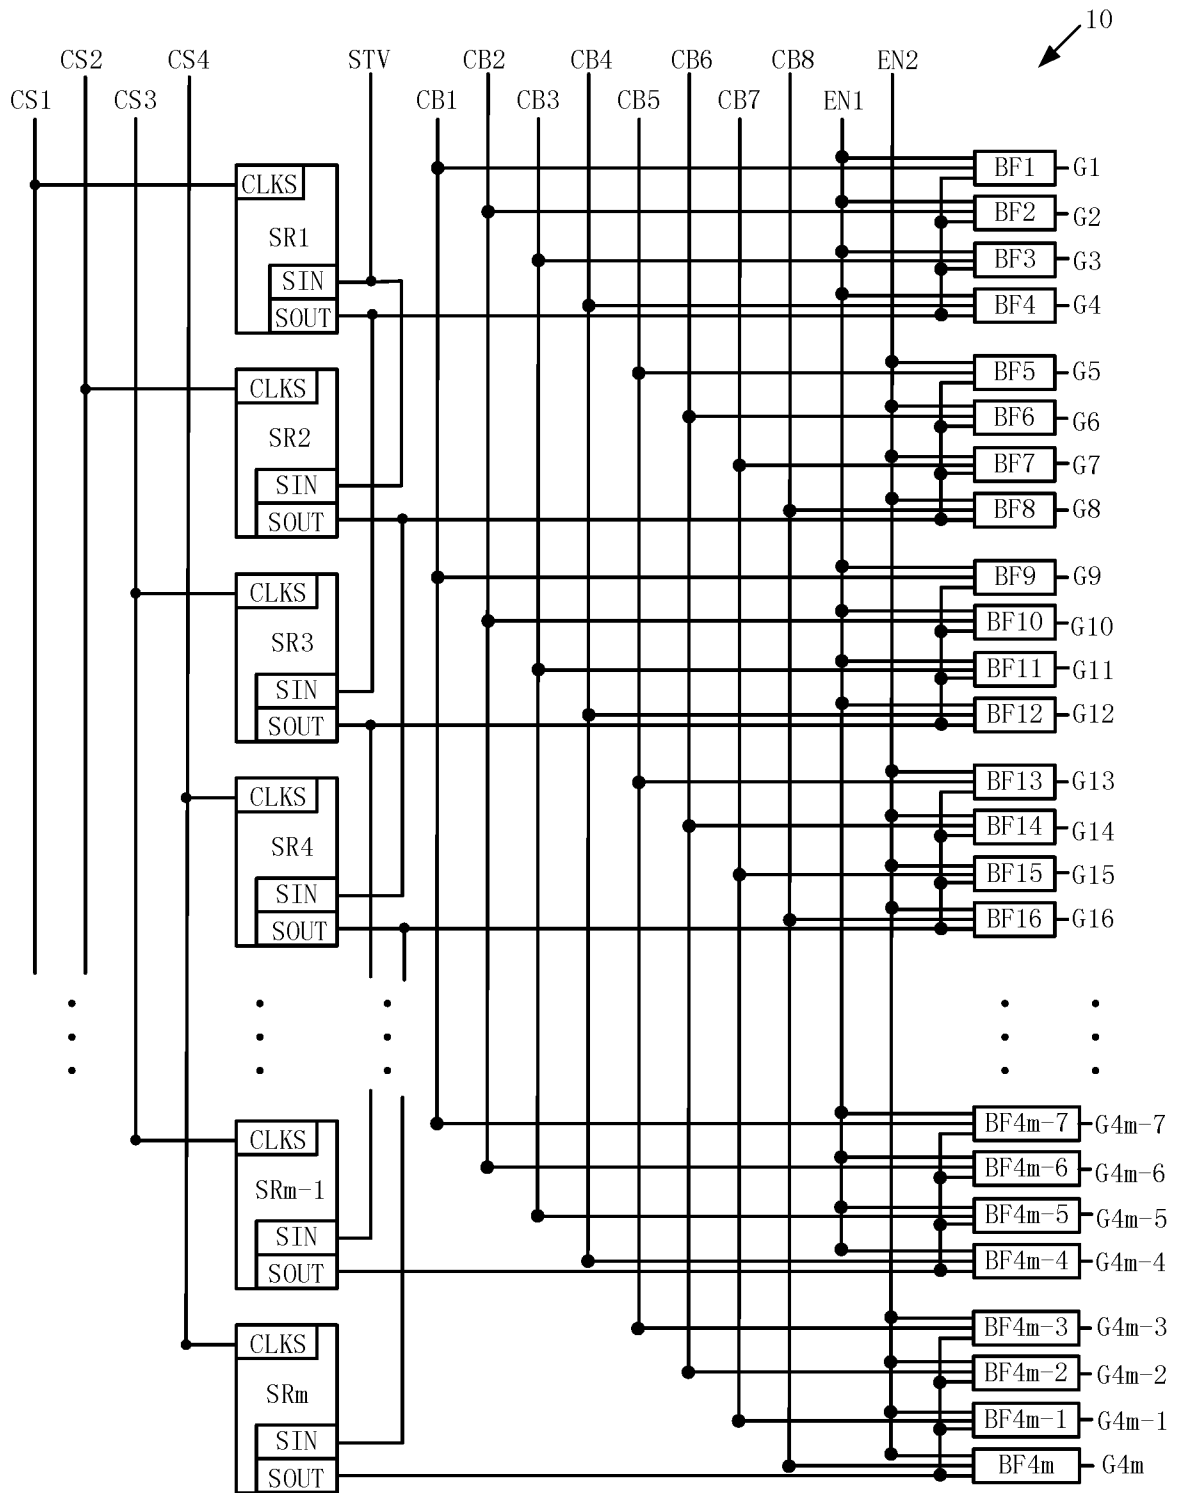 10
CS2 CS4 STV CB2 CB4 CB6 CB8 EN2
CS1 CS3 CB1 CB3 CB5 CB7 EN1
CLKS
SR1
SIN
SOUT
BF1 G1
BF2 G2
BF3 G3
BF4 G4
CLKS
SR2
SIN
SOUT
BF5 G5
BF6 G6
BF7 G7
BF8 G8
CLKS
SR3
SIN
SOUT
BF9 G9
BF10 G10
BF11 G11
BF12 G12
CLKS
SR4
SIN
SOUT
BF13 G13
BF14 G14
BF15 G15
BF16 G16
CLKS
SRm-1
SIN
SOUT
BF4m-7 G4m-7
BF4m-6 G4m-6
BF4m-5 G4m-5
BF4m-4 G4m-4
CLKS
SRm
SIN
SOUT
BF4m-3 G4m-3
BF4m-2 G4m-2
BF4m-1 G4m-1
BF4m G4m